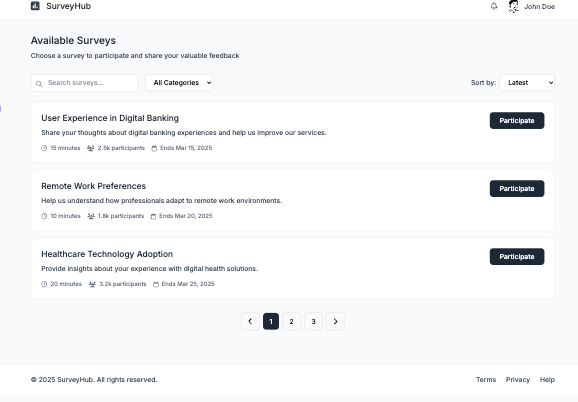 SurveyHub
John Doe
Available Surveys
Choose a survey to participate and share your valuable feedback
Search surveys...
All Categories
Sort by:
Latest
User Experience in Digital Banking
Participate
Share your thoughts about digital banking experiences and help us improve our services.
15 minutes 2.5k participants Ends Mar 15, 2025
Remote Work Preferences
Participate
Help us understand how professionals adapt to remote work environments.
10 minutes 1.8k participants Ends Mar 20, 2025
Healthcare Technology Adoption
Participate
Provide insights about your experience with digital health solutions.
20 minutes 3.2k participants Ends Mar 25, 2025
1 2 3
© 2025 SurveyHub. All rights reserved.
Terms Privacy Help